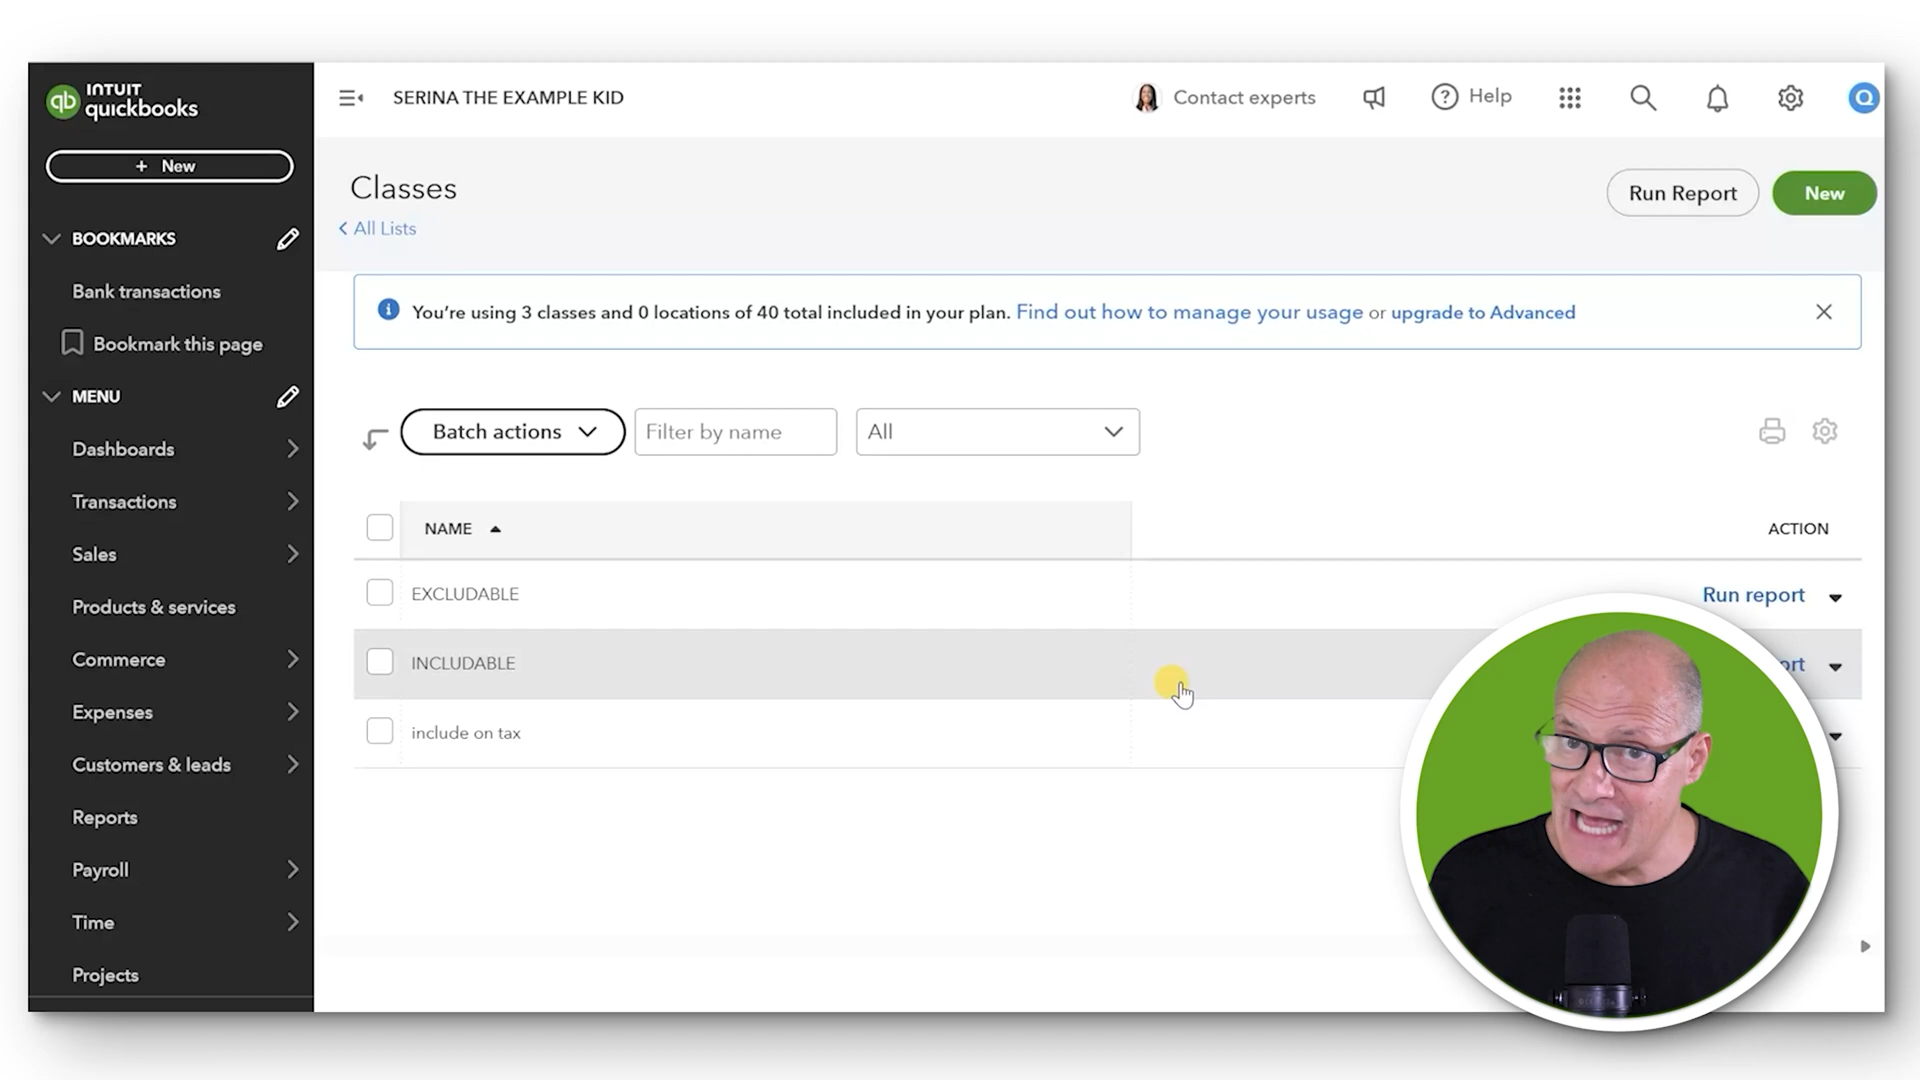 INTUIT
quickbooks
SERINA THE EXAMPLE KID
Contact experts
Help
Q
+ New
Classes
All Lists
Run Report
New
BOOKMARKS
Bank transactions
Bookmark this page
You're using 3 classes and 0 locations of 40 total included in your plan. Find out how to manage your usage or upgrade to Advanced
MENU
Dashboards
Transactions
Sales
Products & services
Commerce
Expenses
Customers & leads
Reports
Payroll
Time
Projects
Batch actions
Filter by name
All
NAME
ACTION
EXCLUDABLE
Run report
INCLUDABLE
include on tax